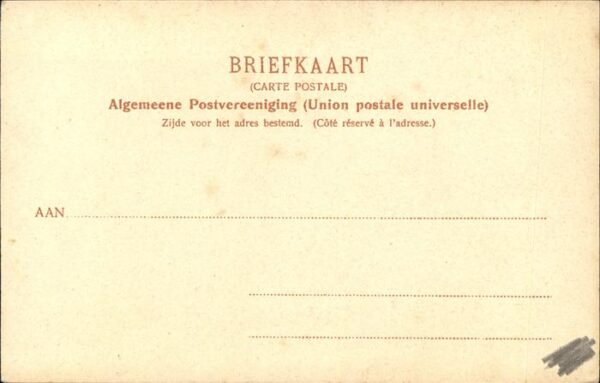 BRIEFKAART
(CARTE POSTALE)
Algemeene Postvereeniging (Union postale universelle)
Zijde voor het adres bestemd. (Côté réservé à l'adresse.)
AAN